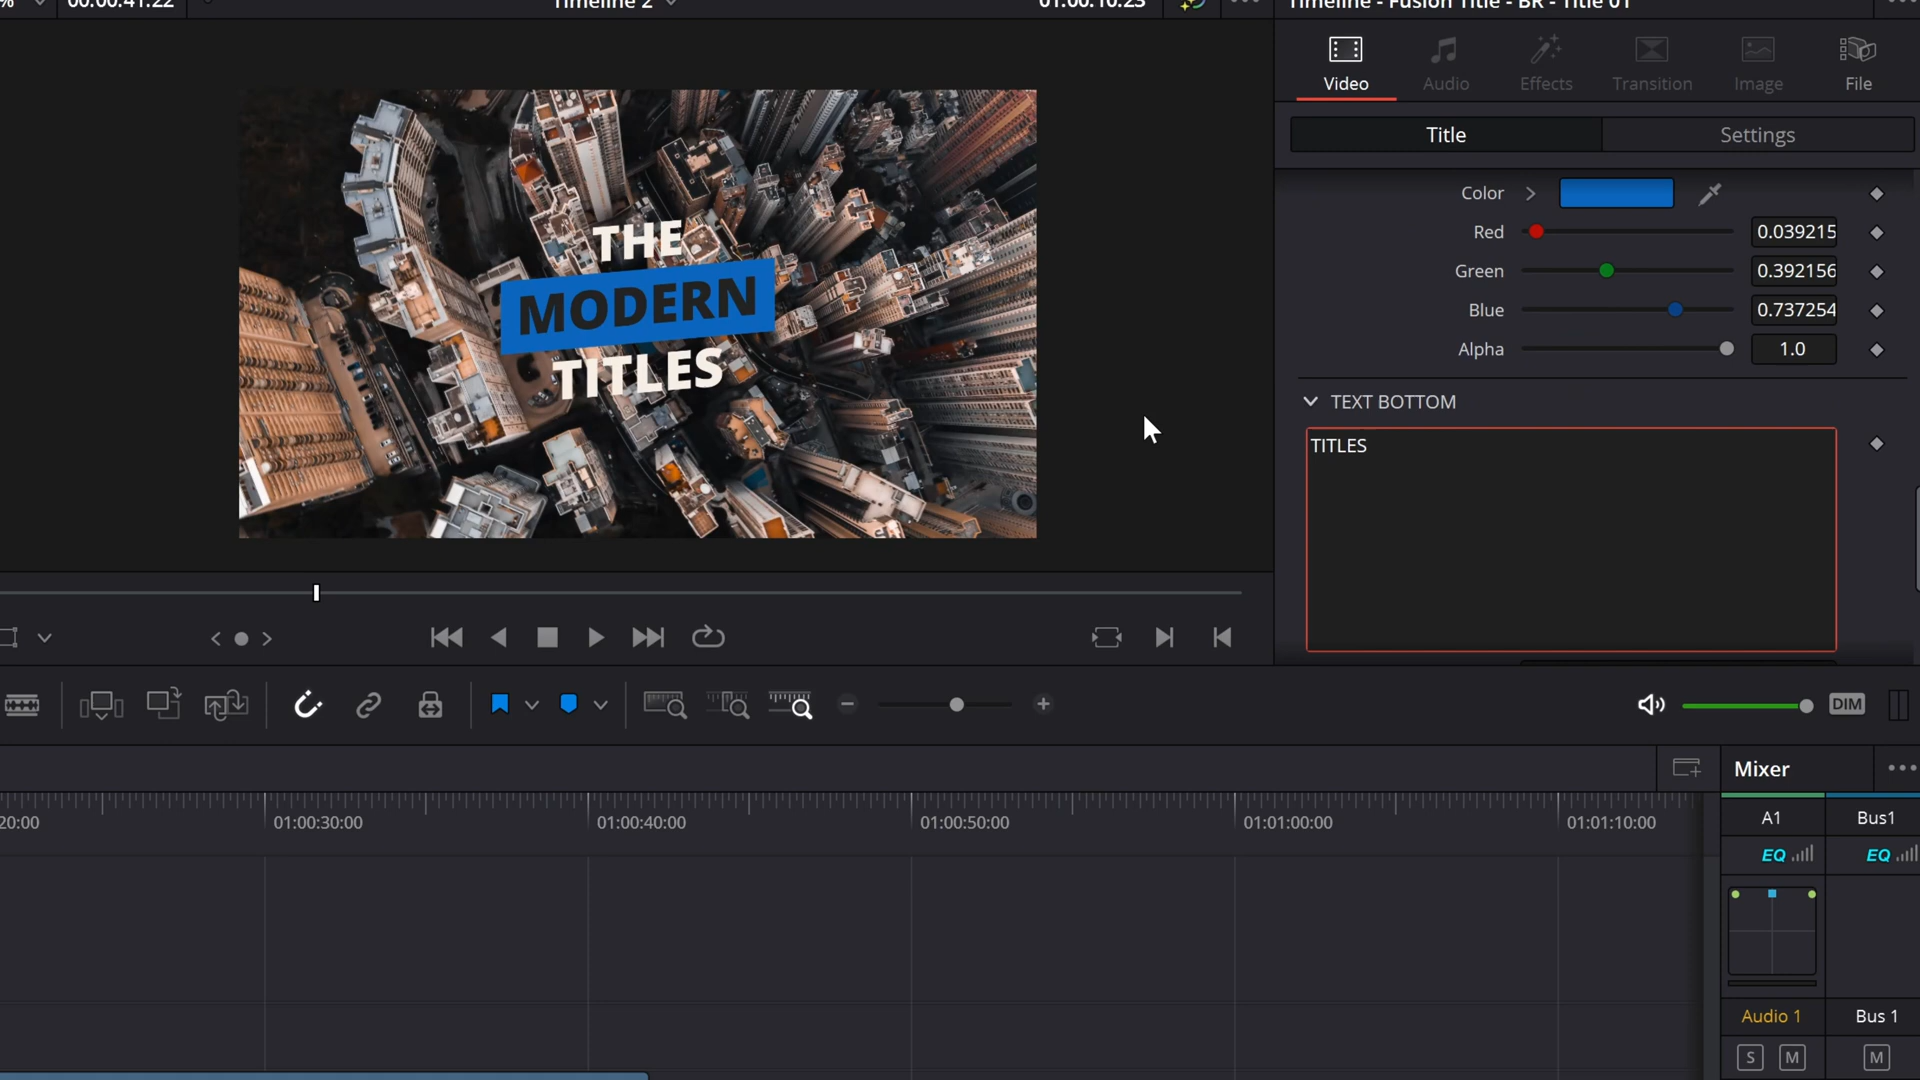 %
00:00:41:22
Timeline 2
01:00:10:23
Timeline - Fusion Title - BR - Title 01
Video
Audio
Effects
Transition
Image
File
Title
Settings
Color
Red
0.039215
Green
0.392156
Blue
0.737254
Alpha
1.0
TEXT BOTTOM
TITLES
THE
MODERN
TITLES
DIM
Mixer
20:00
01:00:30:00
01:00:40:00
01:00:50:00
01:01:00:00
01:01:10:00
A1
Bus1
EQ
EQ
Audio 1
Bus 1
S
M
M